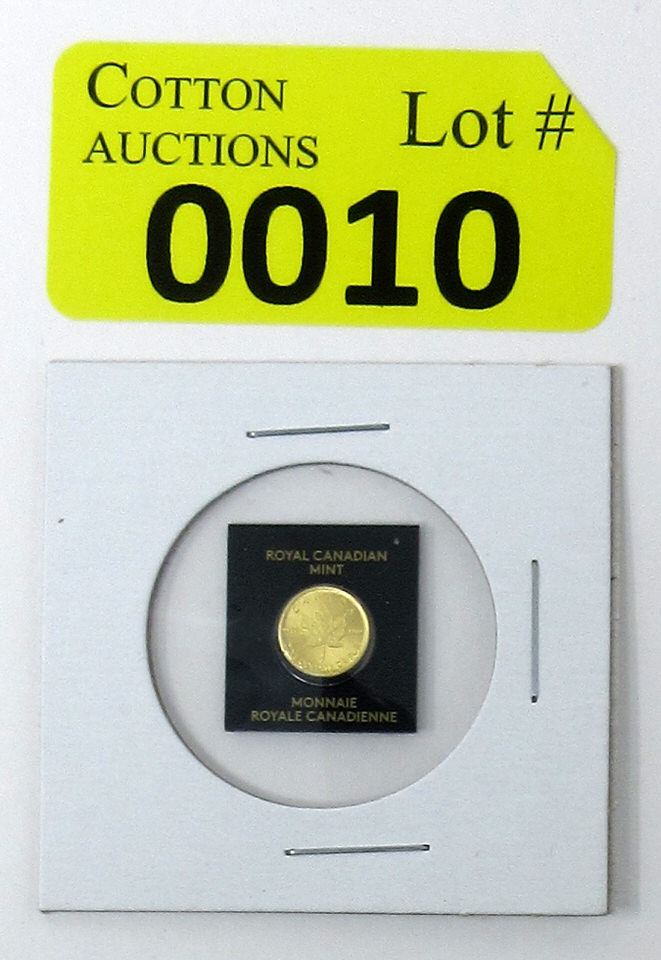 COTTON
AUCTIONS
Lot #
0010
ROYAL CANADIAN
MINT
MONNAIE
ROYALE CANADIENNE